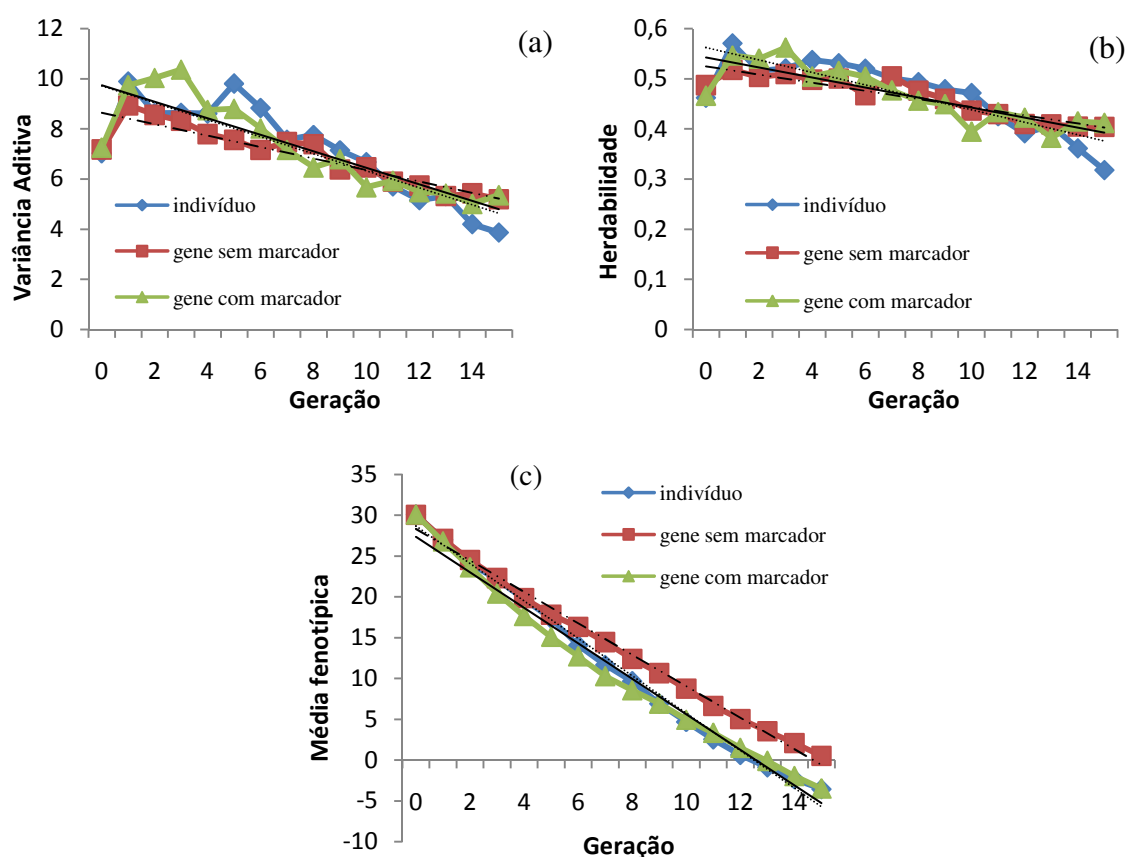 (a)
Variância Aditiva
12
10
8
6
4
2
0
indivíduo
gene sem marcador
gene com marcador
0 2 4 6 8 10 12 14
Geração
(b)
Herdabilidade
0,6
0,5
0,4
0,3
0,2
0,1
0
indivíduo
gene sem marcador
gene com marcador
0 2 4 6 8 10 12 14
Geração
(c)
Média fenotípica
35
30
25
20
15
10
5
0
-5
-10
indivíduo
gene sem marcador
gene com marcador
0 2 4 6 8 10 12 14
Geração